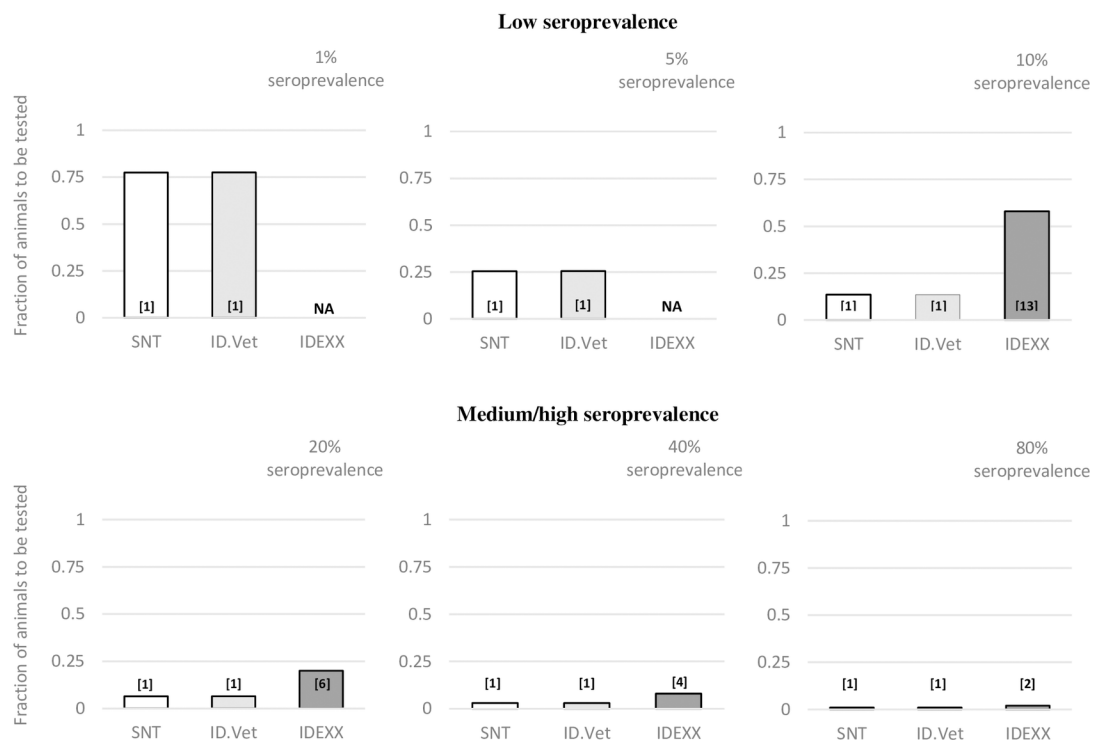 Low seroprevalence
1%
seroprevalence
5%
seroprevalence
10%
seroprevalence
Fraction of animals to be tested
1
0.75
0.5
0.25
0
[1]
[1]
NA
SNT
ID.Vet
IDEXX
1
0.75
0.5
0.25
0
[1]
[1]
NA
SNT
ID.Vet
IDEXX
1
0.75
0.5
0.25
0
[1]
[1]
[13]
SNT
ID.Vet
IDEXX
Medium/high seroprevalence
20%
seroprevalence
40%
seroprevalence
80%
seroprevalence
Fraction of animals to be tested
1
0.75
0.5
0.25
0
[1]
[1]
[6]
SNT
ID.Vet
IDEXX
1
0.75
0.5
0.25
0
[1]
[1]
[4]
SNT
ID.Vet
IDEXX
1
0.75
0.5
0.25
0
[1]
[1]
[2]
SNT
ID.Vet
IDEXX